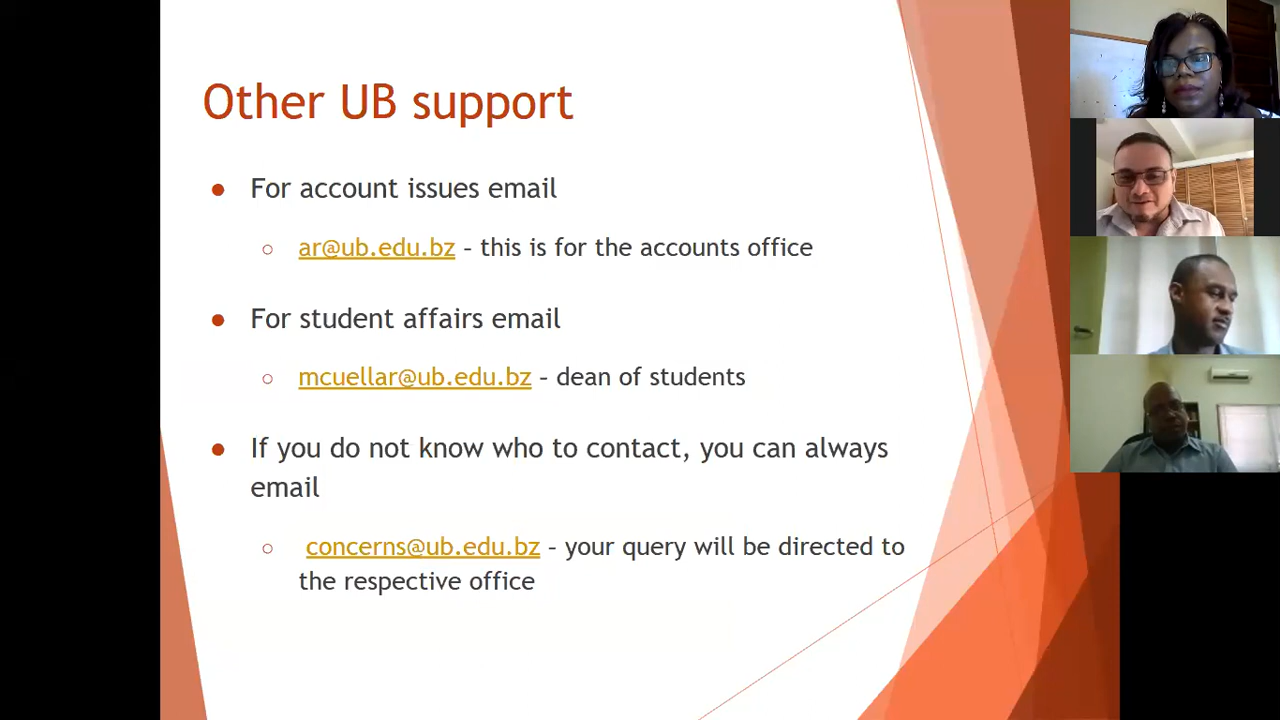 Other UB support
● For account issues email
○ ar@ub.edu.bz – this is for the accounts office
● For student affairs email
○ mcuellar@ub.edu.bz – dean of students
● If you do not know who to contact, you can always
email
○ concerns@ub.edu.bz – your query will be directed to
the respective office